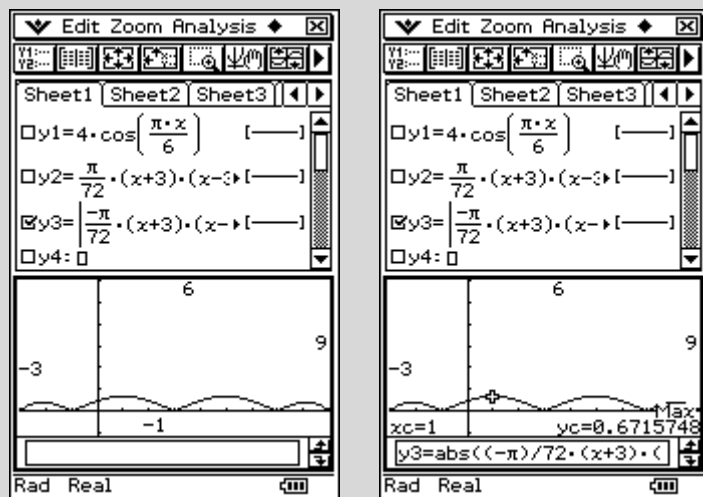 Edit Zoom Analysis
Sheet1 Sheet2 Sheet3
y1=4·cos(π·x/6) [—]
y2=π/72·(x+3)·(x-3 [—]
y3=|-π/72·(x+3)·(x- [—]
y4:
6
9
-3
-1
Rad Real
Edit Zoom Analysis
Sheet1 Sheet2 Sheet3
y1=4·cos(π·x/6) [—]
y2=π/72·(x+3)·(x-3 [—]
y3=|-π/72·(x+3)·(x- [—]
y4:
6
9
-3
Max
xc=1 yc=0.6715748
y3=abs((-π)/72·(x+3)·(
Rad Real